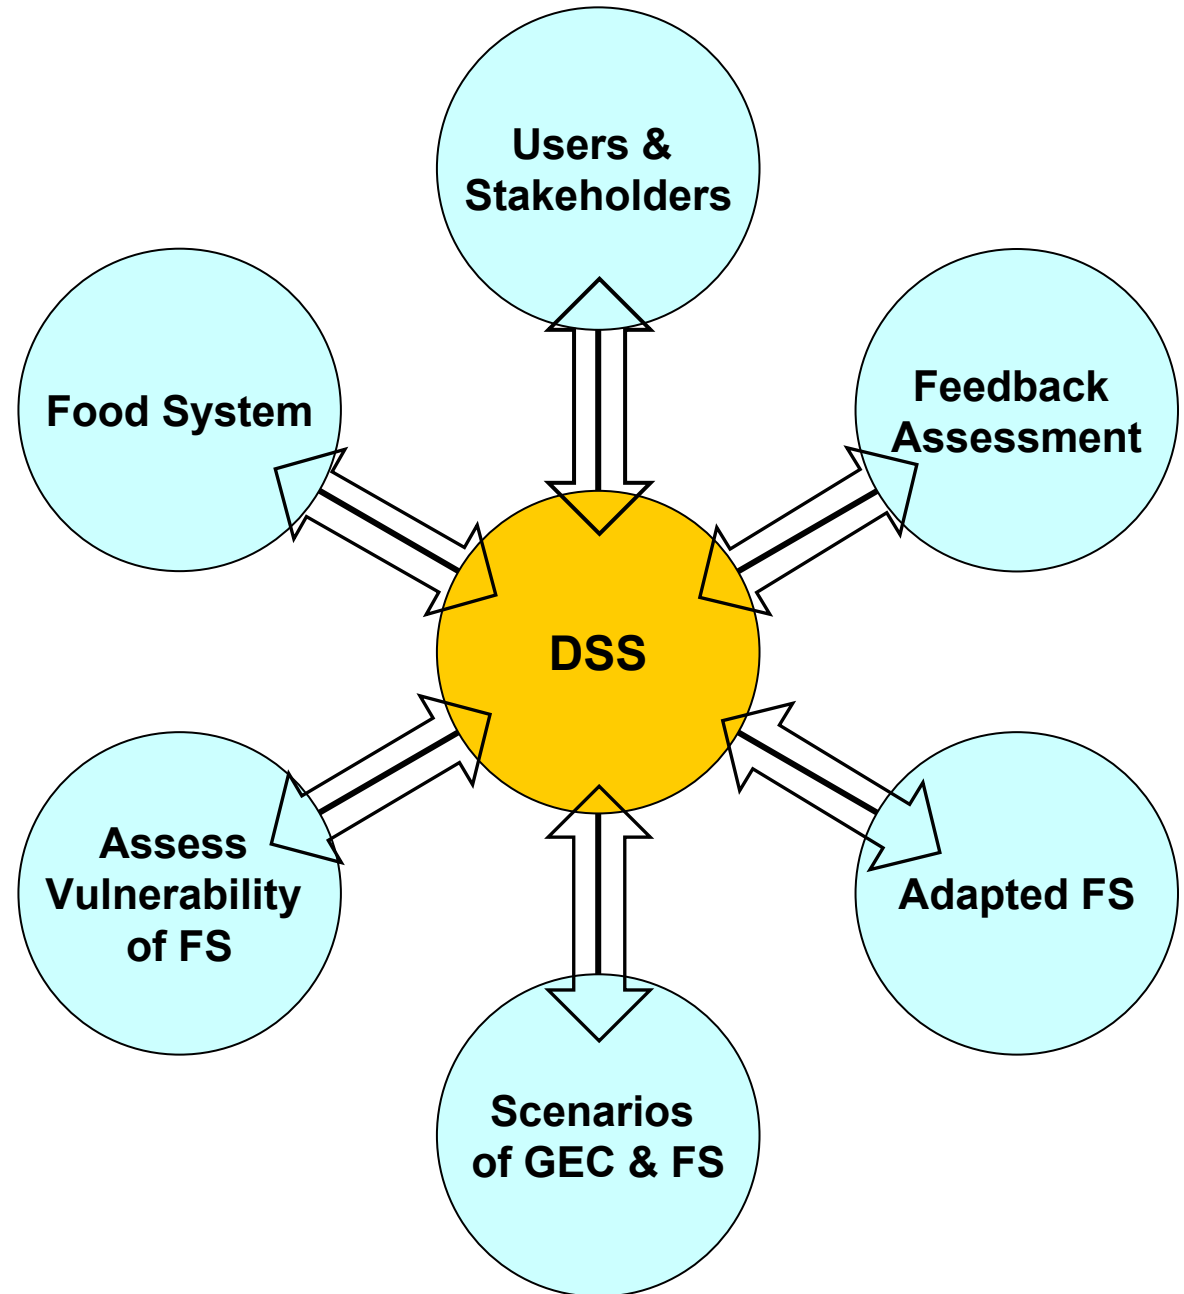 Users &
Stakeholders
Food System
Feedback
Assessment
DSS
Assess
Vulnerability
of FS
Adapted FS
Scenarios
of GEC & FS